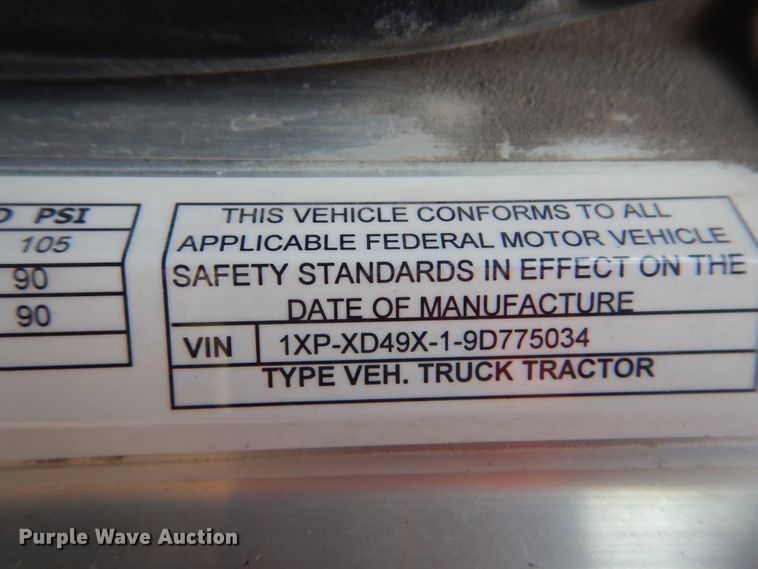 PSI
105
90
90
THIS VEHICLE CONFORMS TO ALL
APPLICABLE FEDERAL MOTOR VEHICLE
SAFETY STANDARDS IN EFFECT ON THE
DATE OF MANUFACTURE
VIN 1XP-XD49X-1-9D775034
TYPE VEH. TRUCK TRACTOR
Purple Wave Auction